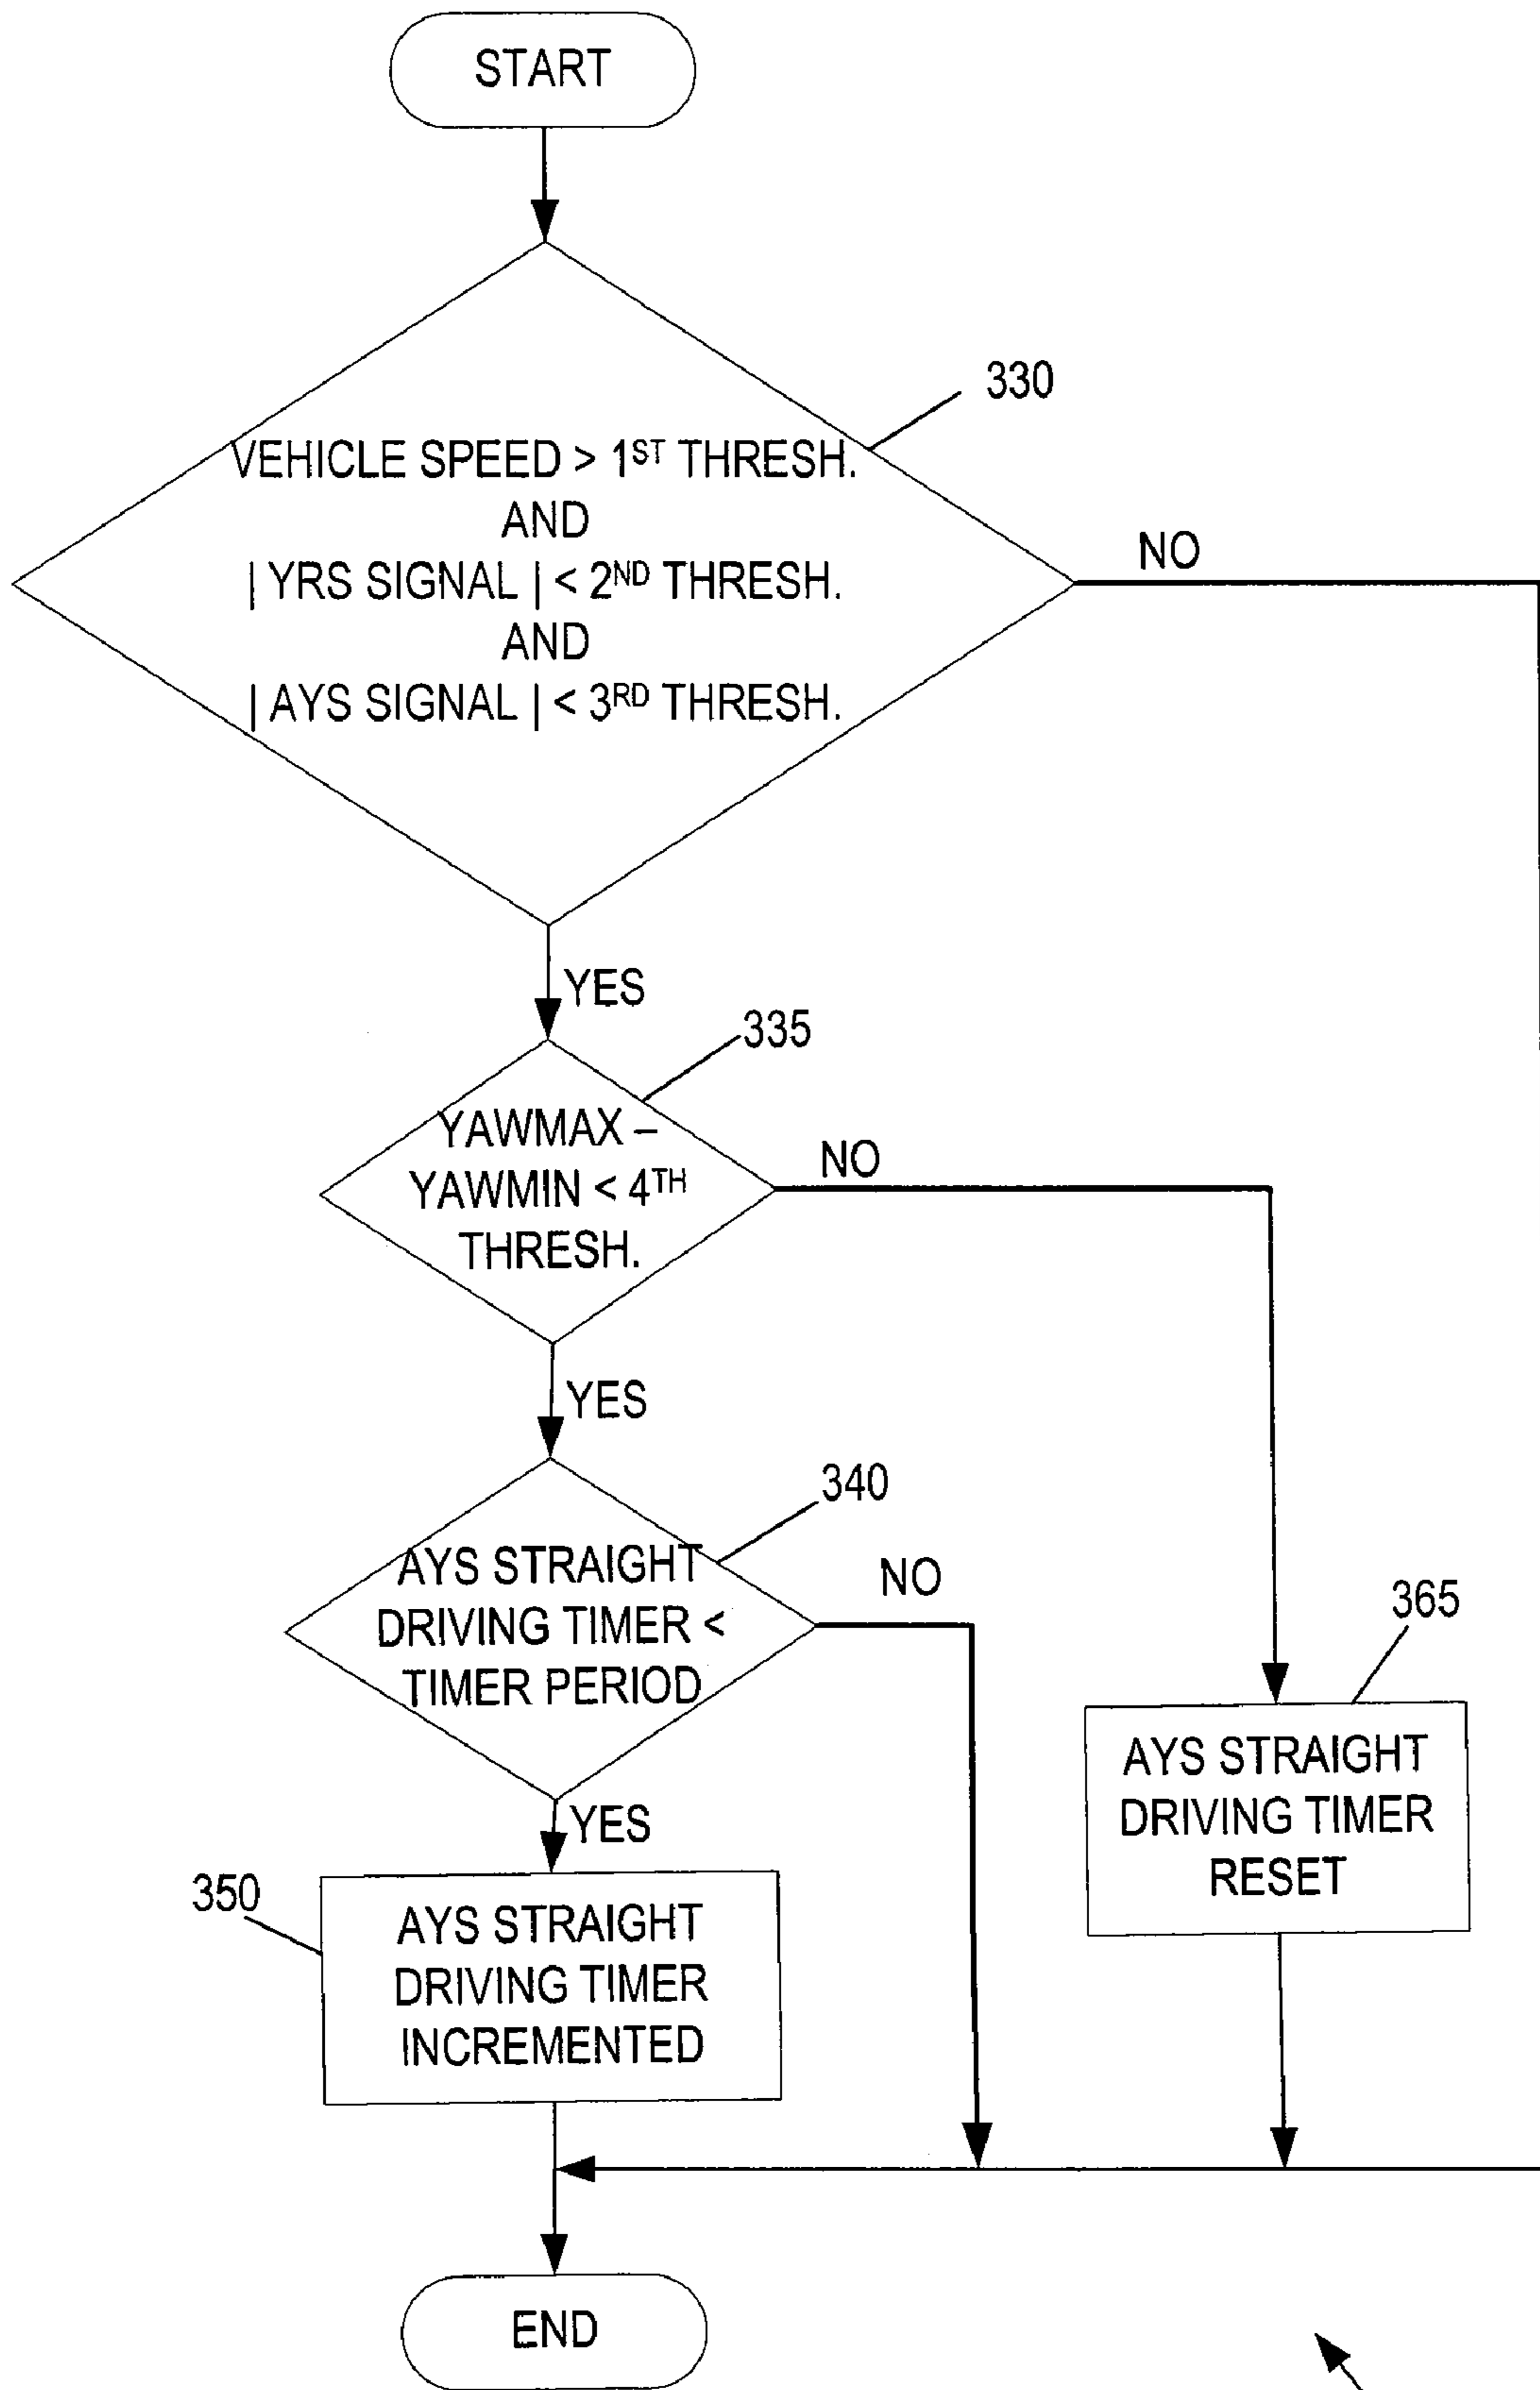 START
330
VEHICLE SPEED > 1ST THRESH.
AND
| YRS SIGNAL | < 2ND THRESH.
AND
| AYS SIGNAL | < 3RD THRESH.
NO
YES
335
YAWMAX –
YAWMIN < 4TH
THRESH.
NO
YES
340
AYS STRAIGHT
DRIVING TIMER <
TIMER PERIOD
NO
365
AYS STRAIGHT
DRIVING TIMER
RESET
YES
350
AYS STRAIGHT
DRIVING TIMER
INCREMENTED
END